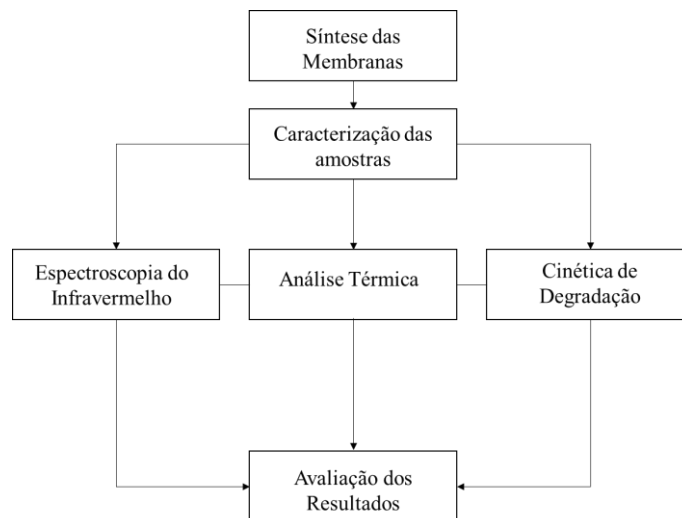 Síntese das
Membranas
Caracterização das
amostras
Espectroscopia do
Infravermelho
Análise Térmica
Cinética de
Degradação
Avaliação dos
Resultados